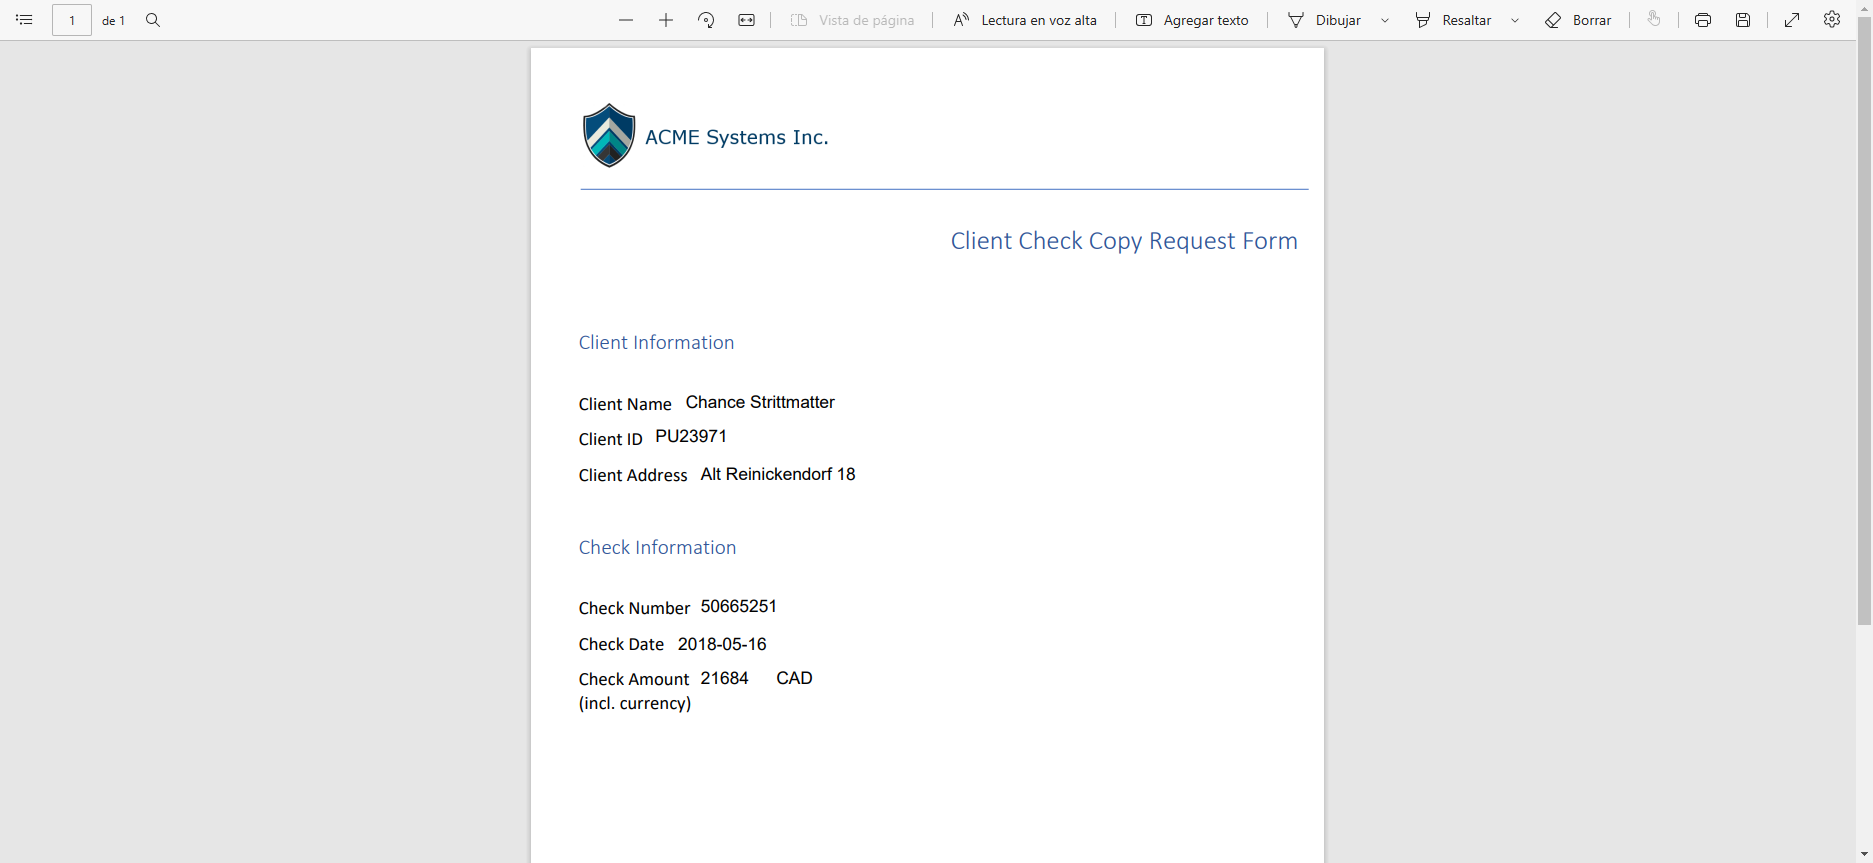 1 de 1 Vista de página Lectura en voz alta Agregar texto Dibujar Resaltar Borrar
ACME Systems Inc.
Client Check Copy Request Form
Client Information
Client Name Chance Strittmatter
Client ID PU23971
Client Address Alt Reinickendorf 18
Check Information
Check Number 50665251
Check Date 2018-05-16
Check Amount 21684 CAD
(incl. currency)